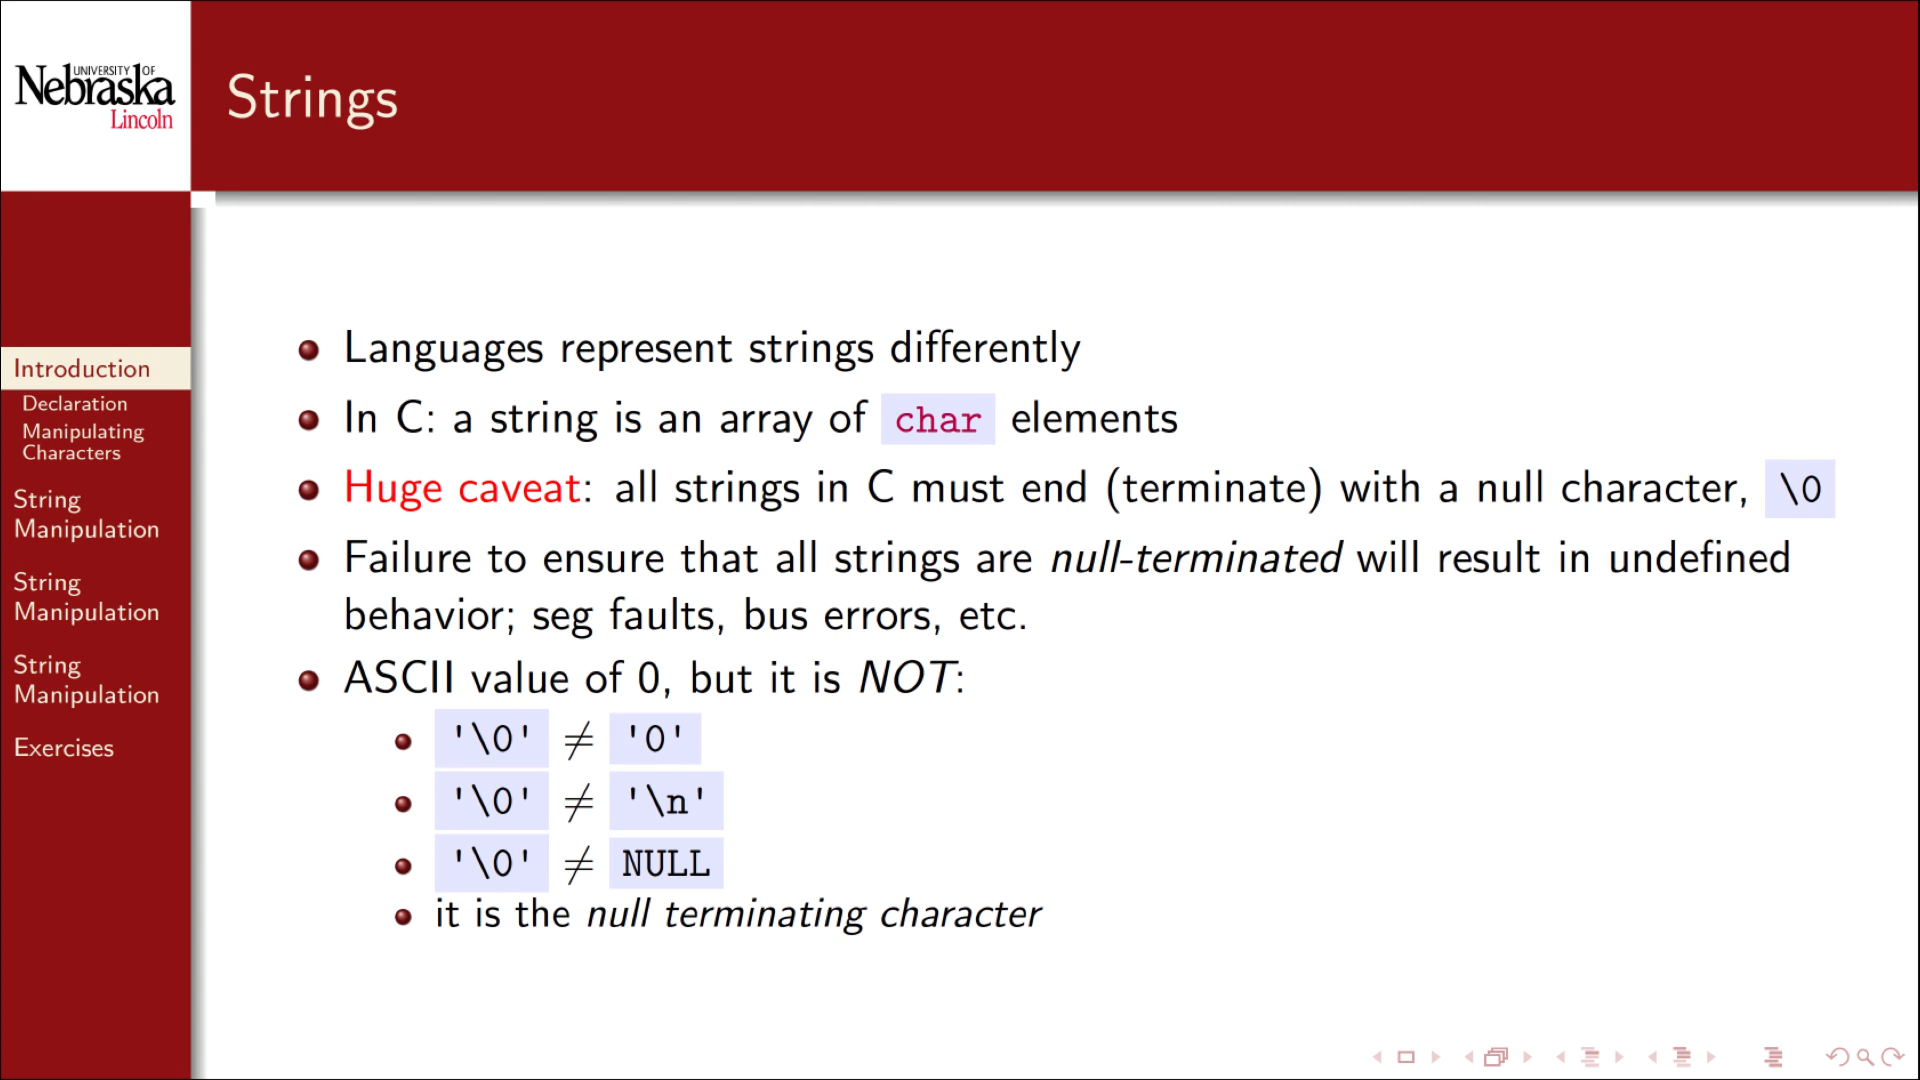 UNIVERSITY OF
Nebraska
Lincoln
Strings
Introduction
Declaration
Manipulating
Characters
String
Manipulation
String
Manipulation
String
Manipulation
Exercises
Languages represent strings differently
In C: a string is an array of char elements
Huge caveat: all strings in C must end (terminate) with a null character, \0
Failure to ensure that all strings are null-terminated will result in undefined
behavior; seg faults, bus errors, etc.
ASCII value of 0, but it is NOT:
'\0' ≠ '0'
'\0' ≠ '\n'
'\0' ≠ NULL
it is the null terminating character